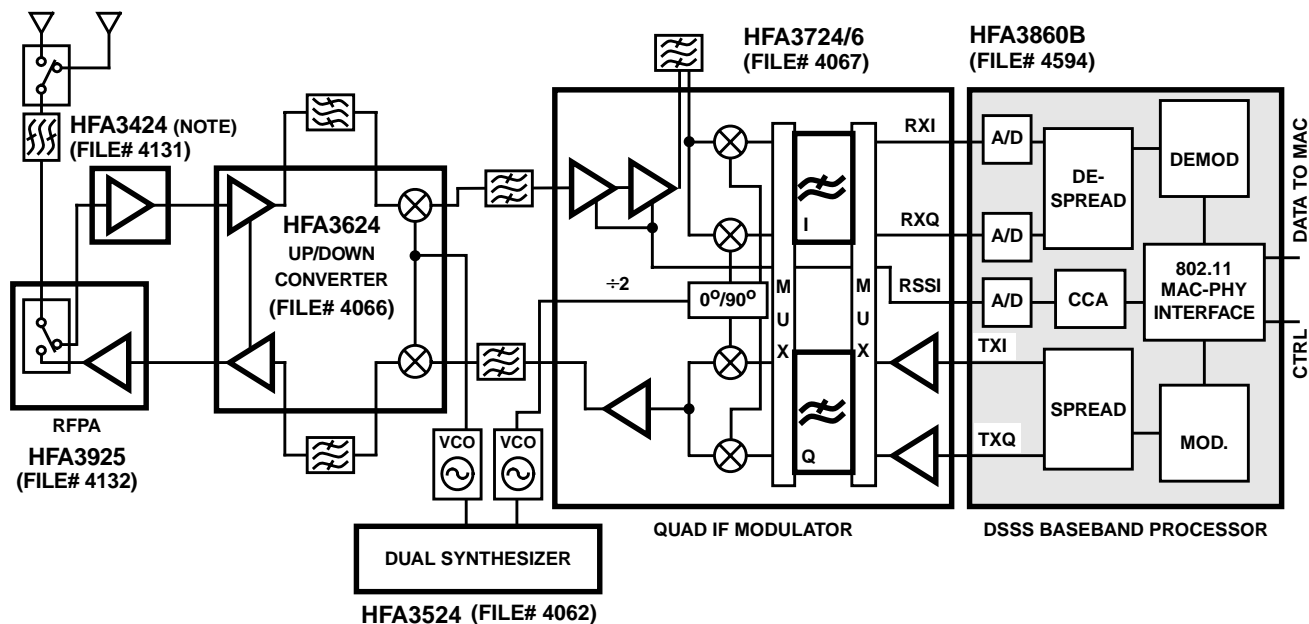 HFA3424 (NOTE)
(FILE# 4131)
HFA3624
UP/DOWN
CONVERTER
(FILE# 4066)
RFPA
HFA3925
(FILE# 4132)
VCO
VCO
DUAL SYNTHESIZER
HFA3524 (FILE# 4062)
HFA3724/6
(FILE# 4067)
÷2
0O/90O
M
U
X
I
Q
M
U
X
RXI
RXQ
RSSI
TXI
TXQ
QUAD IF MODULATOR
HFA3860B
(FILE# 4594)
A/D
A/D
A/D
DE-
SPREAD
DEMOD
CCA
802.11
MAC-PHY
INTERFACE
SPREAD
MOD.
DSSS BASEBAND PROCESSOR
DATA TO MAC
CTRL